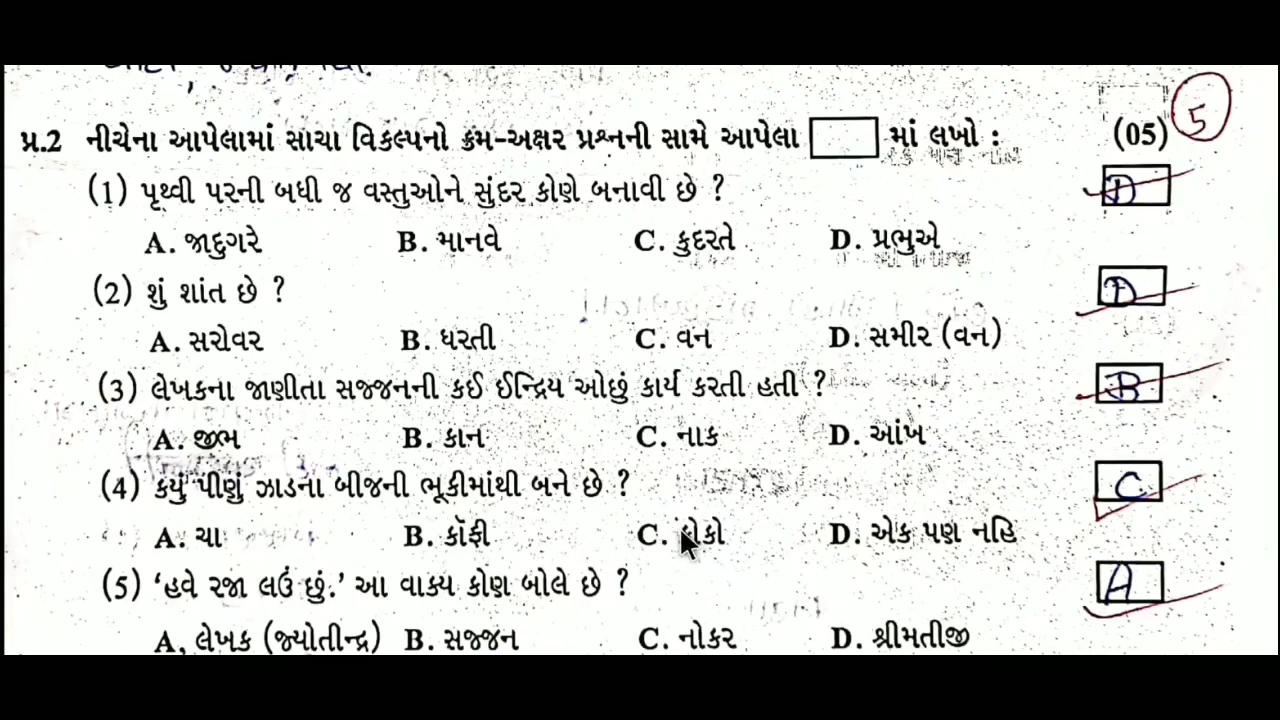 5
પ્ર.2 નીચેના આપેલામાં સાચા વિકલ્પનો ક્રમ-અક્ષર પ્રશ્નની સામે આપેલા માં લખો : (05)
(1) પૃથ્વી પરની બધી જ વસ્તુઓને સુંદર કોણે બનાવી છે ? D
A. જાદુગરે B. માનવે C. કુદરતે D. પ્રભુએ
(2) શું શાંત છે ? D
A. સરોવર B. ધરતી C. વન D. સમીર (વન)
(3) લેખકના જાણીતા સજ્જનની કઈ ઈન્દ્રિય ઓછું કાર્ય કરતી હતી ? B
A. જીભ B. કાન C. નાક D. આંખ
(4) કયું પીણું ઝાડના બીજની ભૂકીમાંથી બને છે ? C
A. ચા B. કૉફી C. કોકો D. એક પણ નહિ
(5) ‘હવે રજા લઉં છું.’ આ વાક્ય કોણ બોલે છે ? A
A, લેખક (જ્યોતીન્દ્ર) B. સજ્જન C. નોકર D. શ્રીમતીજી